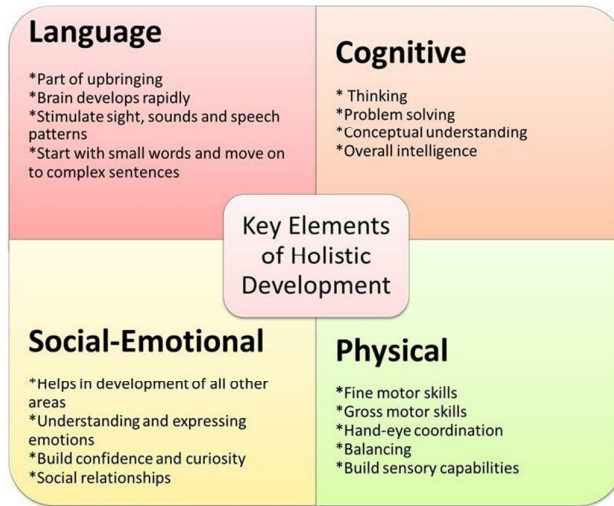 Language
*Part of upbringing
*Brain develops rapidly
*Stimulate sight, sounds and speech
patterns
*Start with small words and move on
to complex sentences
Cognitive
* Thinking
*Problem solving
*Conceptual understanding
*Overall intelligence
Key Elements
of Holistic
Development
Social-Emotional
*Helps in development of all other
areas
*Understanding and expressing
emotions
*Build confidence and curiosity
*Social relationships
Physical
*Fine motor skills
*Gross motor skills
*Hand-eye coordination
*Balancing
*Build sensory capabilities